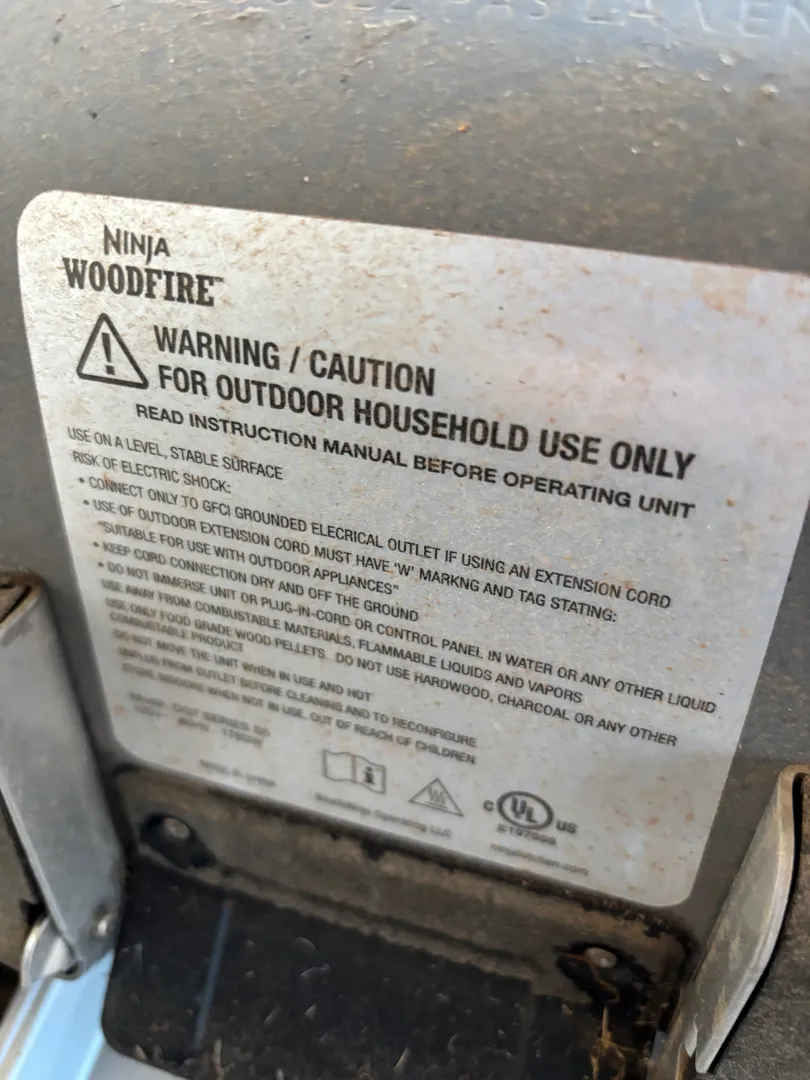 NINJA
WOODFIRE™
WARNING / CAUTION
FOR OUTDOOR HOUSEHOLD USE ONLY
READ INSTRUCTION MANUAL BEFORE OPERATING UNIT
USE ON A LEVEL, STABLE SURFACE
RISK OF ELECTRIC SHOCK:
• CONNECT ONLY TO GFCI GROUNDED ELECRICAL OUTLET IF USING AN EXTENSION CORD
• USE OF OUTDOOR EXTENSION CORD MUST HAVE 'W' MARKNG AND TAG STATING:
"SUITABLE FOR USE WITH OUTDOOR APPLIANCES"
• KEEP CORD CONNECTION DRY AND OFF THE GROUND
• DO NOT IMMERSE UNIT OR PLUG-IN-CORD OR CONTROL PANEL IN WATER OR ANY OTHER LIQUID
USE AWAY FROM COMBUSTABLE MATERIALS, FLAMMABLE LIQUIDS AND VAPORS
USE ONLY FOOD GRADE WOOD PELLETS. DO NOT USE HARDWOOD, CHARCOAL OR ANY OTHER
COMBUSTABLE PRODUCT
DO NOT MOVE THE UNIT WHEN IN USE AND HOT
UNPLUG FROM OUTLET BEFORE CLEANING AND TO RECONFIGURE
STORE INDOORS WHEN NOT IN USE, OUT OF REACH OF CHILDREN
SharkNinja Operating LLC
C UL US
ninjakitchen.com